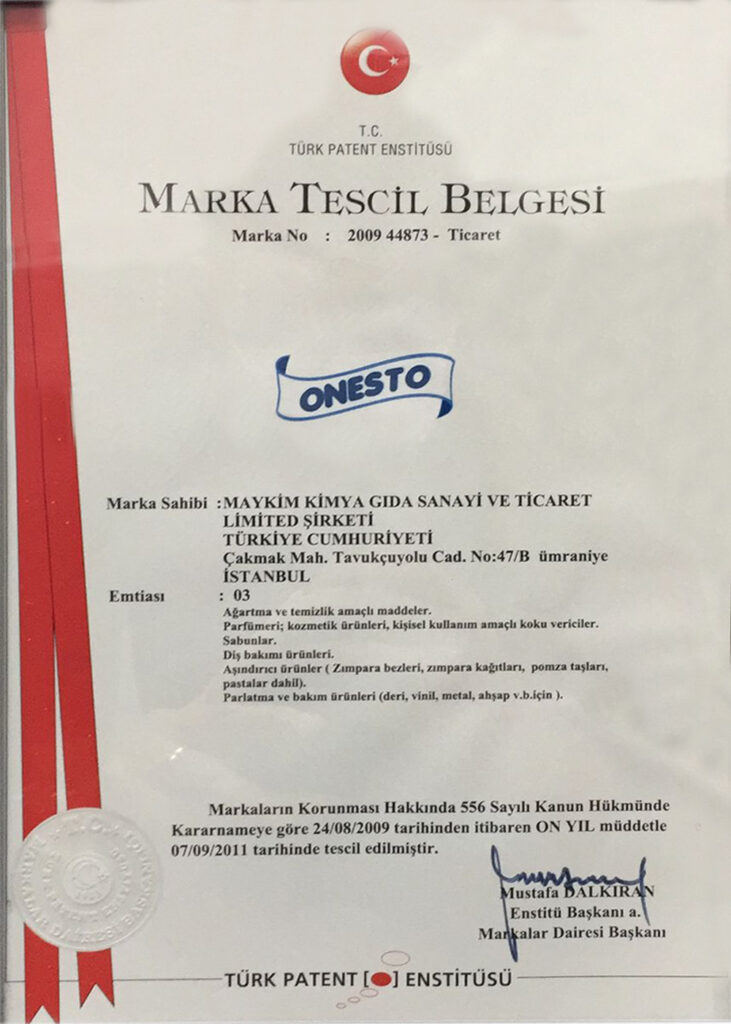 T.C.
TÜRK PATENT ENSTİTÜSÜ
MARKA TESCİL BELGESİ
Marka No : 2009 44873 - Ticaret
ONESTO
Marka Sahibi :MAYKİM KİMYA GIDA SANAYİ VE TİCARET
LİMİTED ŞİRKETİ
TÜRKİYE CUMHURİYETİ
Çakmak Mah. Tavukçuyolu Cad. No:47/B ümraniye
İSTANBUL
Emtiası : 03
Ağartma ve temizlik amaçlı maddeler.
Parfümeri; kozmetik ürünleri, kişisel kullanım amaçlı koku vericiler.
Sabunlar.
Diş bakımı ürünleri.
Aşındırıcı ürünler ( Zımpara bezleri, zımpara kağıtları, pomza taşları,
pastalar dahil).
Parlatma ve bakım ürünleri (deri, vinil, metal, ahşap v.b.için ).
Markaların Korunması Hakkında 556 Sayılı Kanun Hükmünde
Kararnameye göre 24/08/2009 tarihinden itibaren ON YIL müddetle
07/09/2011 tarihinde tescil edilmiştir.
Mustafa DALKIRAN
Enstitü Başkanı a.
Markalar Dairesi Başkanı
TÜRK PATENT [ ] ENSTİTÜSÜ